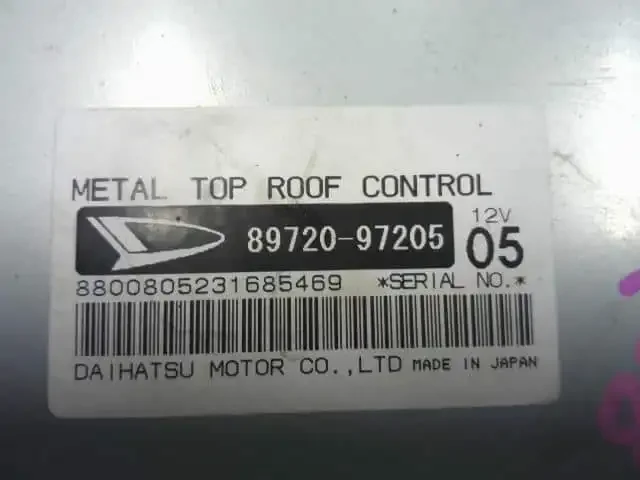 METAL TOP ROOF CONTROL
89720-97205
12V
05
8800805231685469 *SERIAL NO.*
DAIHATSU MOTOR CO.,LTD MADE IN JAPAN